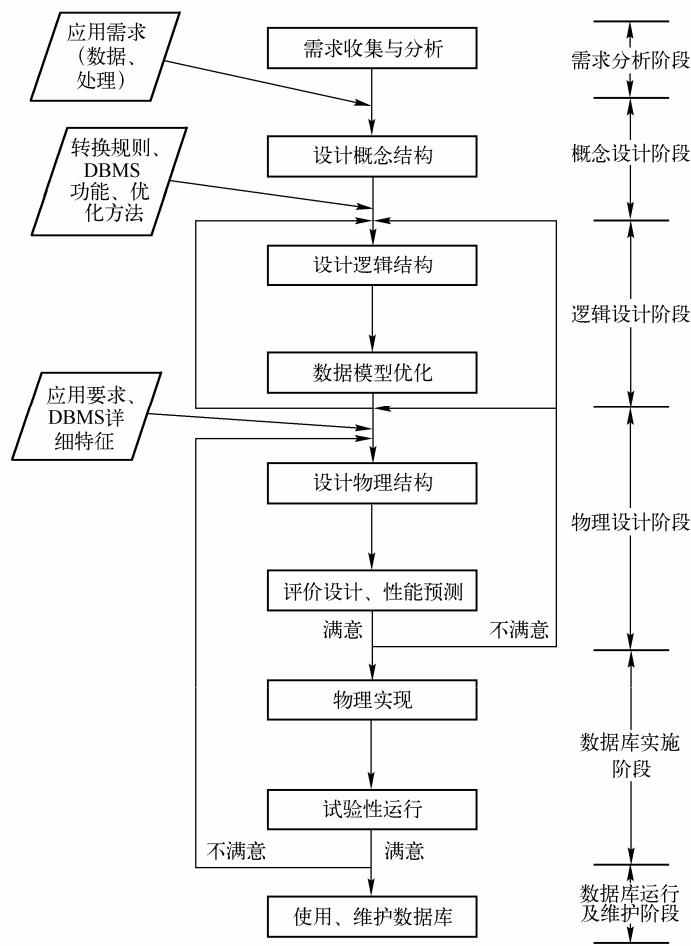 应用需求
（数据、
处理）
需求收集与分析
需求分析阶段
转换规则、
DBMS
功能、优
化方法
设计概念结构
概念设计阶段
设计逻辑结构
逻辑设计阶段
数据模型优化
应用要求、
DBMS详
细特征
设计物理结构
物理设计阶段
评价设计、性能预测
满意
不满意
物理实现
数据库实施
阶段
试验性运行
不满意
满意
使用、维护数据库
数据库运行
及维护阶段